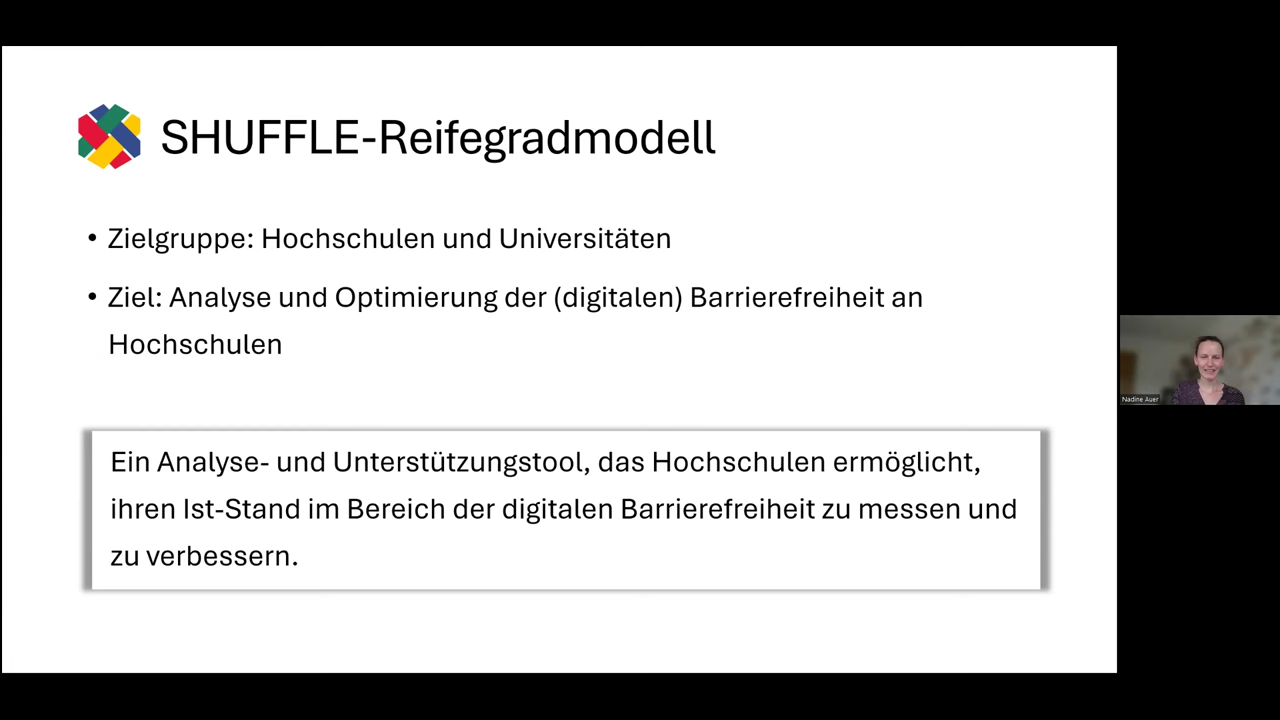 SHUFFLE-Reifegradmodell
• Zielgruppe: Hochschulen und Universitäten
• Ziel: Analyse und Optimierung der (digitalen) Barrierefreiheit an
Hochschulen
Ein Analyse- und Unterstützungstool, das Hochschulen ermöglicht,
ihren Ist-Stand im Bereich der digitalen Barrierefreiheit zu messen und
zu verbessern.
Nadine Auer